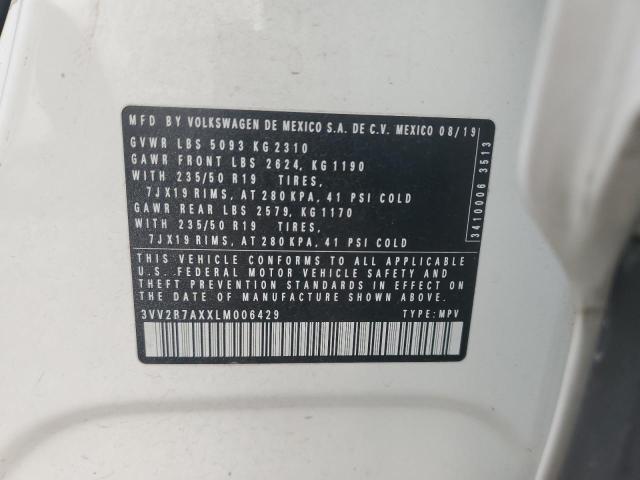 MFD BY VOLKSWAGEN DE MEXICO S.A. DE C.V. MEXICO 08/19
GVWR LBS 5093 KG 2310
GAWR FRONT LBS 2624, KG 1190
WITH 235/50 R19 TIRES,
7JX19 RIMS, AT 280 KPA, 41 PSI COLD
GAWR REAR LBS 2579, KG 1170
WITH 235/50 R19 TIRES,
7JX19 RIMS, AT 280 KPA, 41 PSI COLD
THIS VEHICLE CONFORMS TO ALL APPLICABLE
U.S. FEDERAL MOTOR VEHICLE SAFETY AND
THEFT PREVENTION STANDARDS IN EFFECT ON
THE DATE OF MANUFACTURE SHOWN ABOVE.
3VV2B7AXXLM006429 TYPE: MPV
3410006 3513